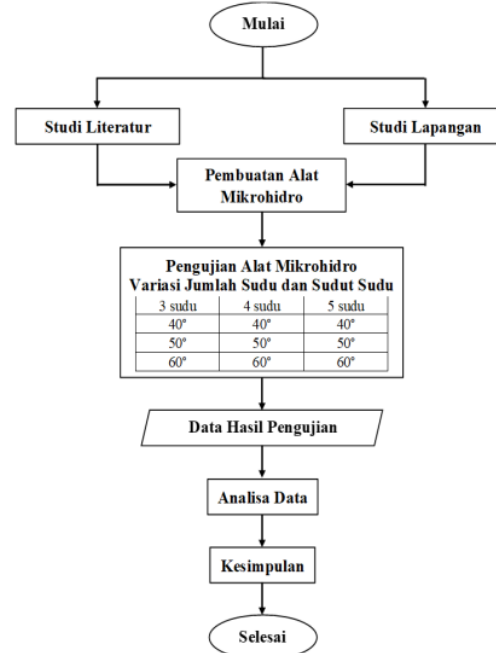 Mulai
Studi Literatur
Studi Lapangan
Pembuatan Alat
Mikrohidro
Pengujian Alat Mikrohidro
Variasi Jumlah Sudu dan Sudut Sudu
3 sudu 4 sudu 5 sudu
40° 40° 40°
50° 50° 50°
60° 60° 60°
Data Hasil Pengujian
Analisa Data
Kesimpulan
Selesai